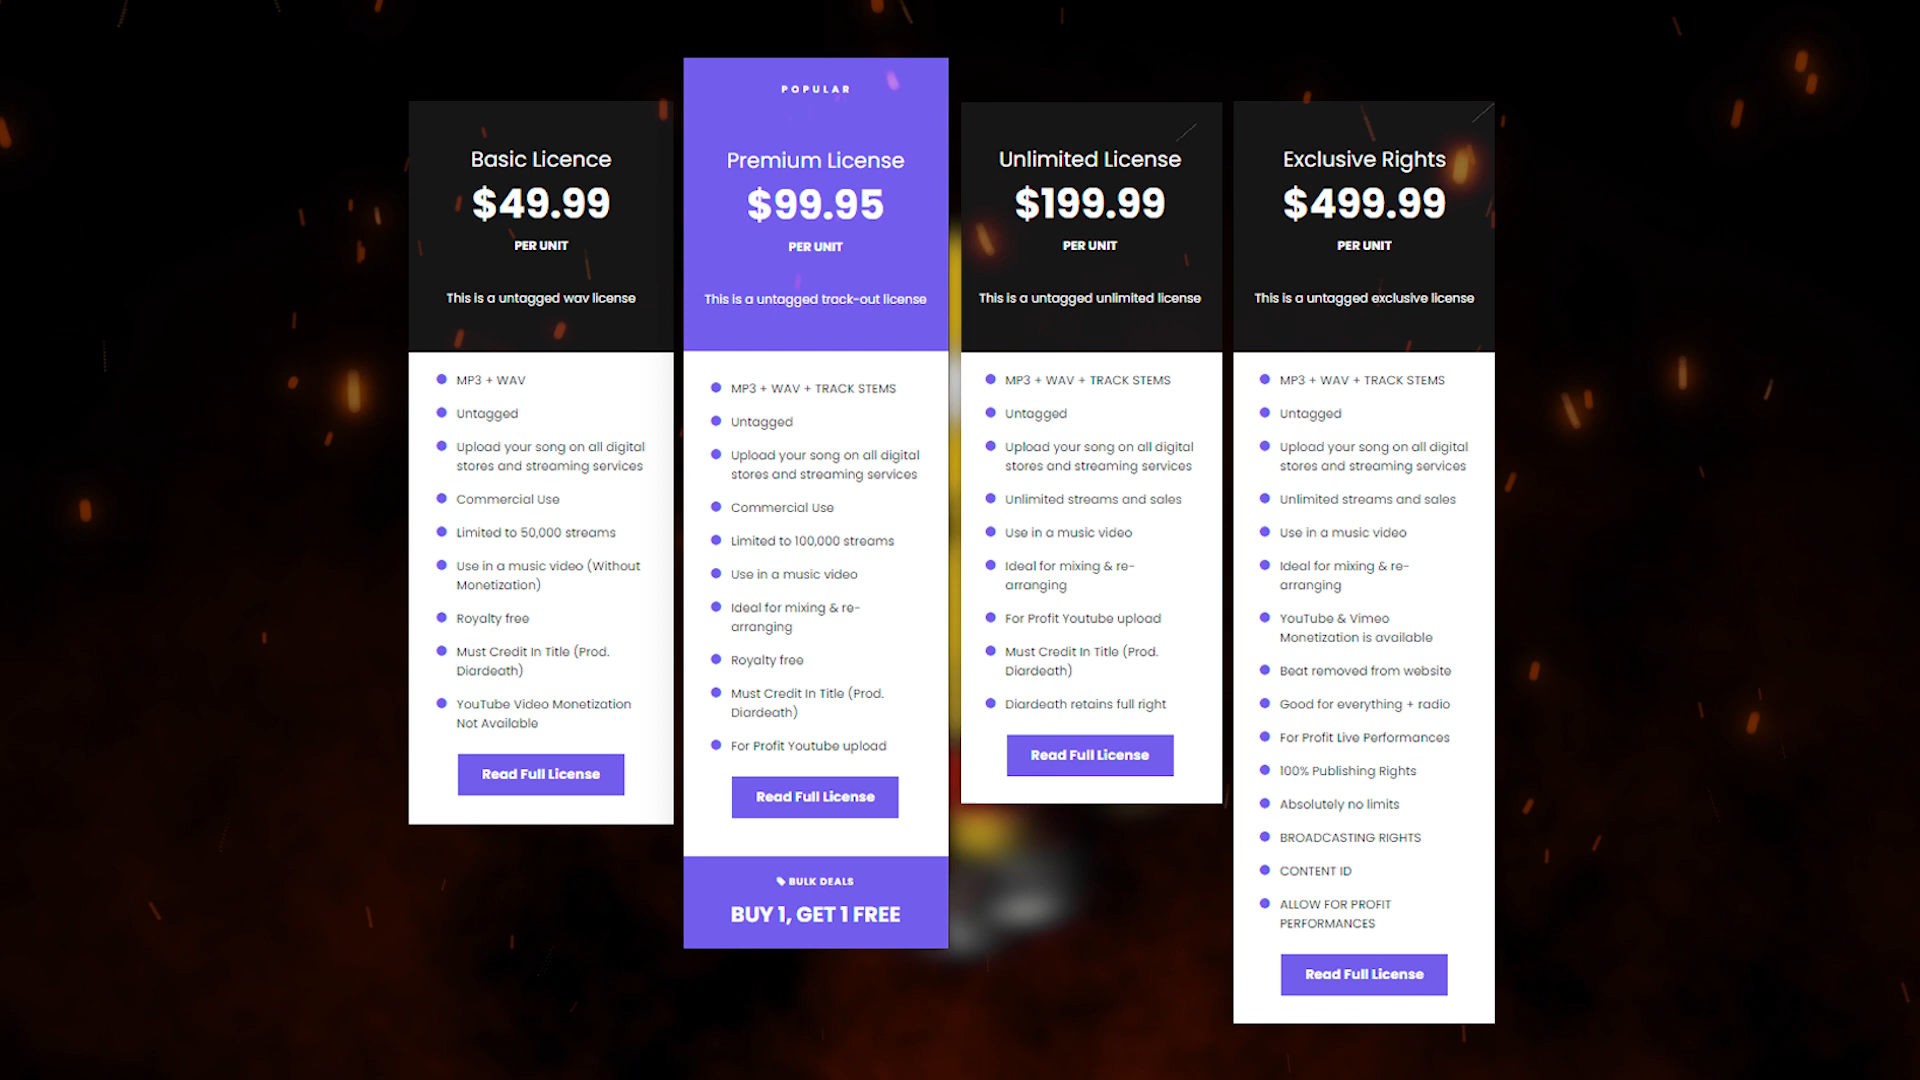 Basic Licence
$49.99
PER UNIT
This is a untagged wav license
MP3 + WAV
Untagged
Upload your song on all digital
stores and streaming services
Commercial Use
Limited to 50,000 streams
Use in a music video (Without
Monetization)
Royalty free
Must Credit In Title (Prod.
Diardeath)
YouTube Video Monetization
Not Available
Read Full License
POPULAR
Premium License
$99.95
PER UNIT
This is a untagged track-out license
MP3 + WAV + TRACK STEMS
Untagged
Upload your song on all digital
stores and streaming services
Commercial Use
Limited to 100,000 streams
Use in a music video
Ideal for mixing & re-
arranging
Royalty free
Must Credit In Title (Prod.
Diardeath)
For Profit Youtube upload
Read Full License
BULK DEALS
BUY 1, GET 1 FREE
Unlimited License
$199.99
PER UNIT
This is a untagged unlimited license
MP3 + WAV + TRACK STEMS
Untagged
Upload your song on all digital
stores and streaming services
Unlimited streams and sales
Use in a music video
Ideal for mixing & re-
arranging
For Profit Youtube upload
Must Credit In Title (Prod.
Diardeath)
Diardeath retains full right
Read Full License
Exclusive Rights
$499.99
PER UNIT
This is a untagged exclusive license
MP3 + WAV + TRACK STEMS
Untagged
Upload your song on all digital
stores and streaming services
Unlimited streams and sales
Use in a music video
Ideal for mixing & re-
arranging
YouTube & Vimeo
Monetization is available
Beat removed from website
Good for everything + radio
For Profit Live Performances
100% Publishing Rights
Absolutely no limits
BROADCASTING RIGHTS
CONTENT ID
ALLOW FOR PROFIT
PERFORMANCES
Read Full License